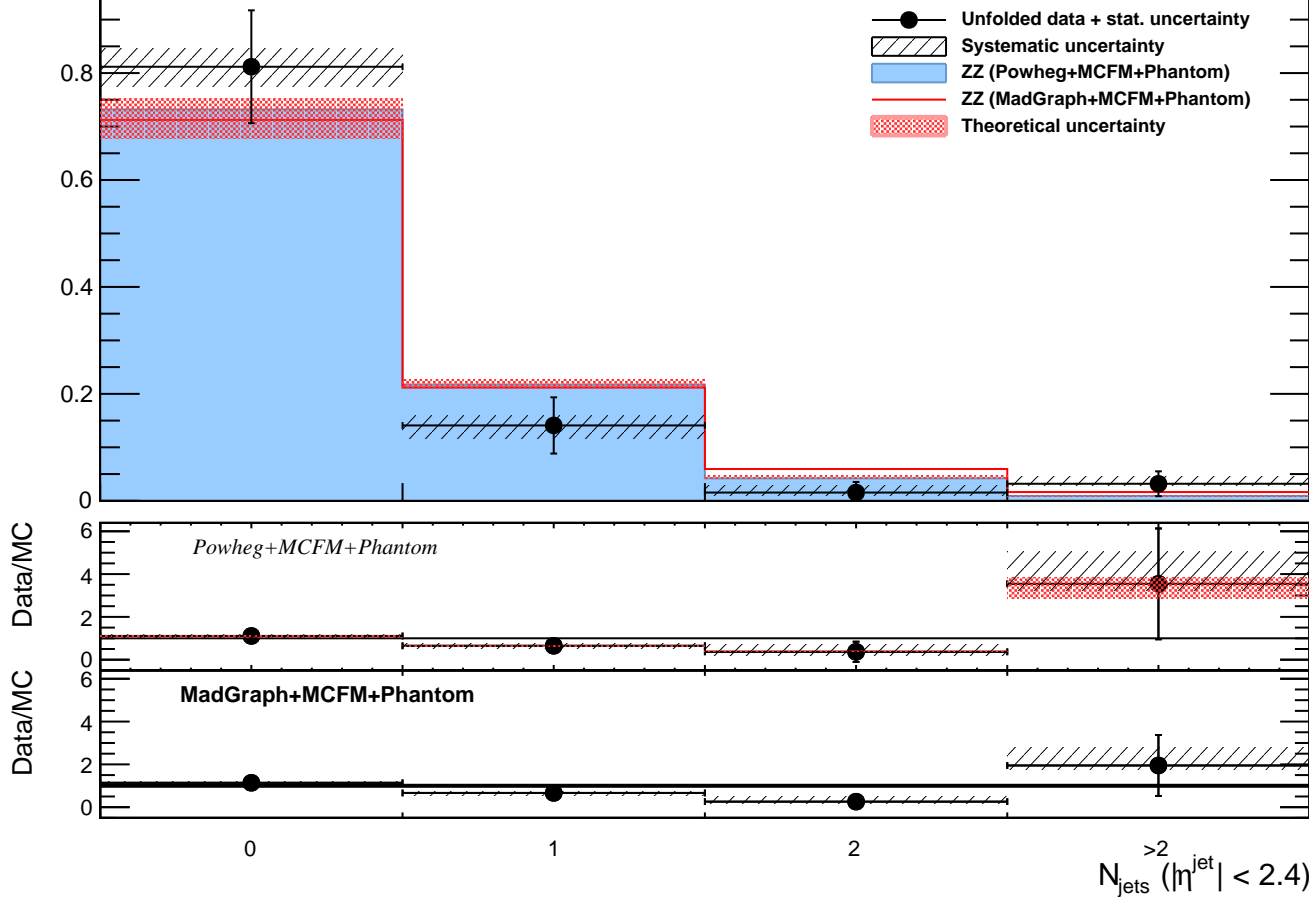 Unfolded data + stat. uncertainty
Systematic uncertainty
ZZ (Powheg+MCFM+Phantom)
ZZ (MadGraph+MCFM+Phantom)
Theoretical uncertainty
0.8
0.6
0.4
0.2
0
Data/MC
Powheg+MCFM+Phantom
6
4
2
0
Data/MC
MadGraph+MCFM+Phantom
6
4
2
0
0 1 2 >2
N_jets (|η^jet| < 2.4)